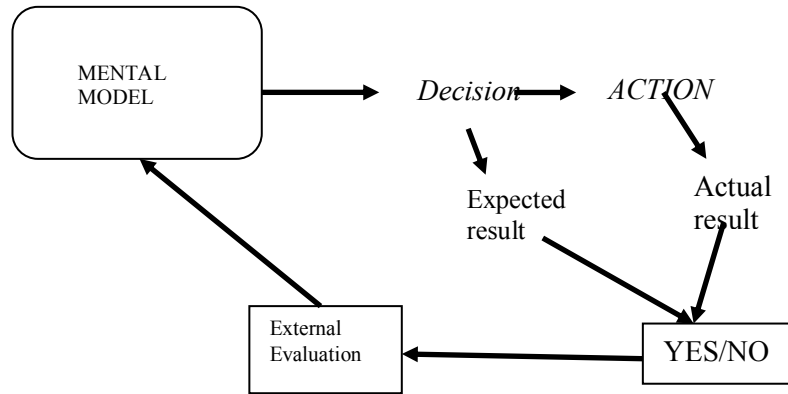 MENTAL
MODEL
Decision
ACTION
Expected
result
Actual
result
External
Evaluation
YES/NO